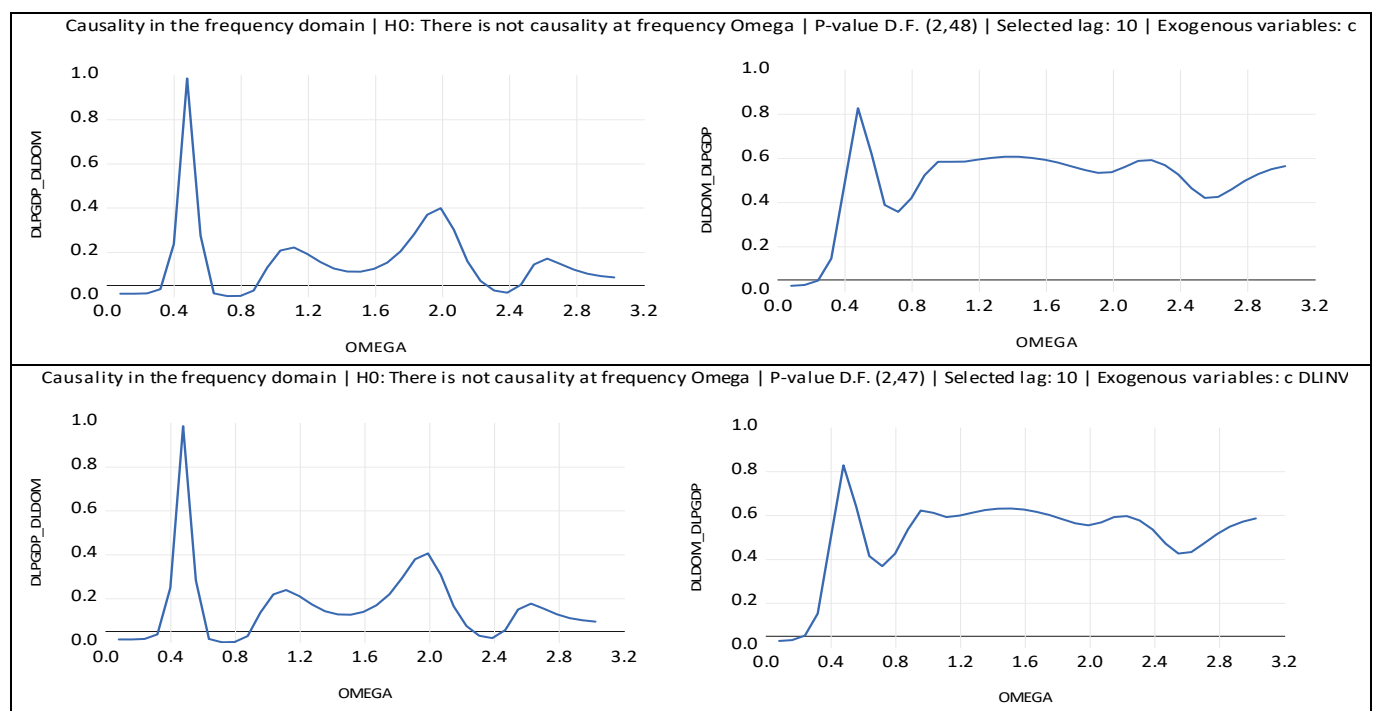 Causality in the frequency domain | H0: There is not causality at frequency Omega | P-value D.F. (2,48) | Selected lag: 10 | Exogenous variables: c
DLPGDP_DLDOM
1.0
0.8
0.6
0.4
0.2
0.0
0.0 0.4 0.8 1.2 1.6 2.0 2.4 2.8 3.2
OMEGA
DLDOM_DLPGDP
1.0
0.8
0.6
0.4
0.2
0.0
0.0 0.4 0.8 1.2 1.6 2.0 2.4 2.8 3.2
OMEGA
Causality in the frequency domain | H0: There is not causality at frequency Omega | P-value D.F. (2,47) | Selected lag: 10 | Exogenous variables: c DLINV
DLPGDP_DLDOM
1.0
0.8
0.6
0.4
0.2
0.0
0.0 0.4 0.8 1.2 1.6 2.0 2.4 2.8 3.2
OMEGA
DLDOM_DLPGDP
1.0
0.8
0.6
0.4
0.2
0.0
0.0 0.4 0.8 1.2 1.6 2.0 2.4 2.8 3.2
OMEGA